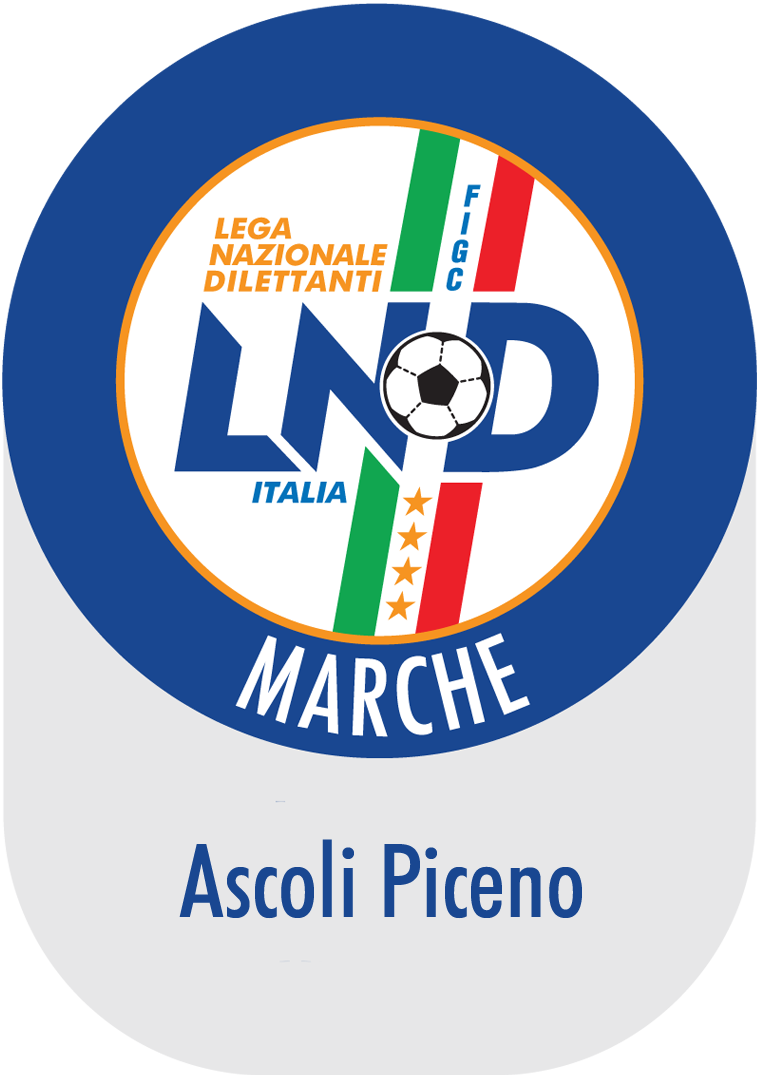 LEGA
NAZIONALE
DILETTANTI
FIGC
LND
ITALIA
MARCHE
Ascoli Piceno